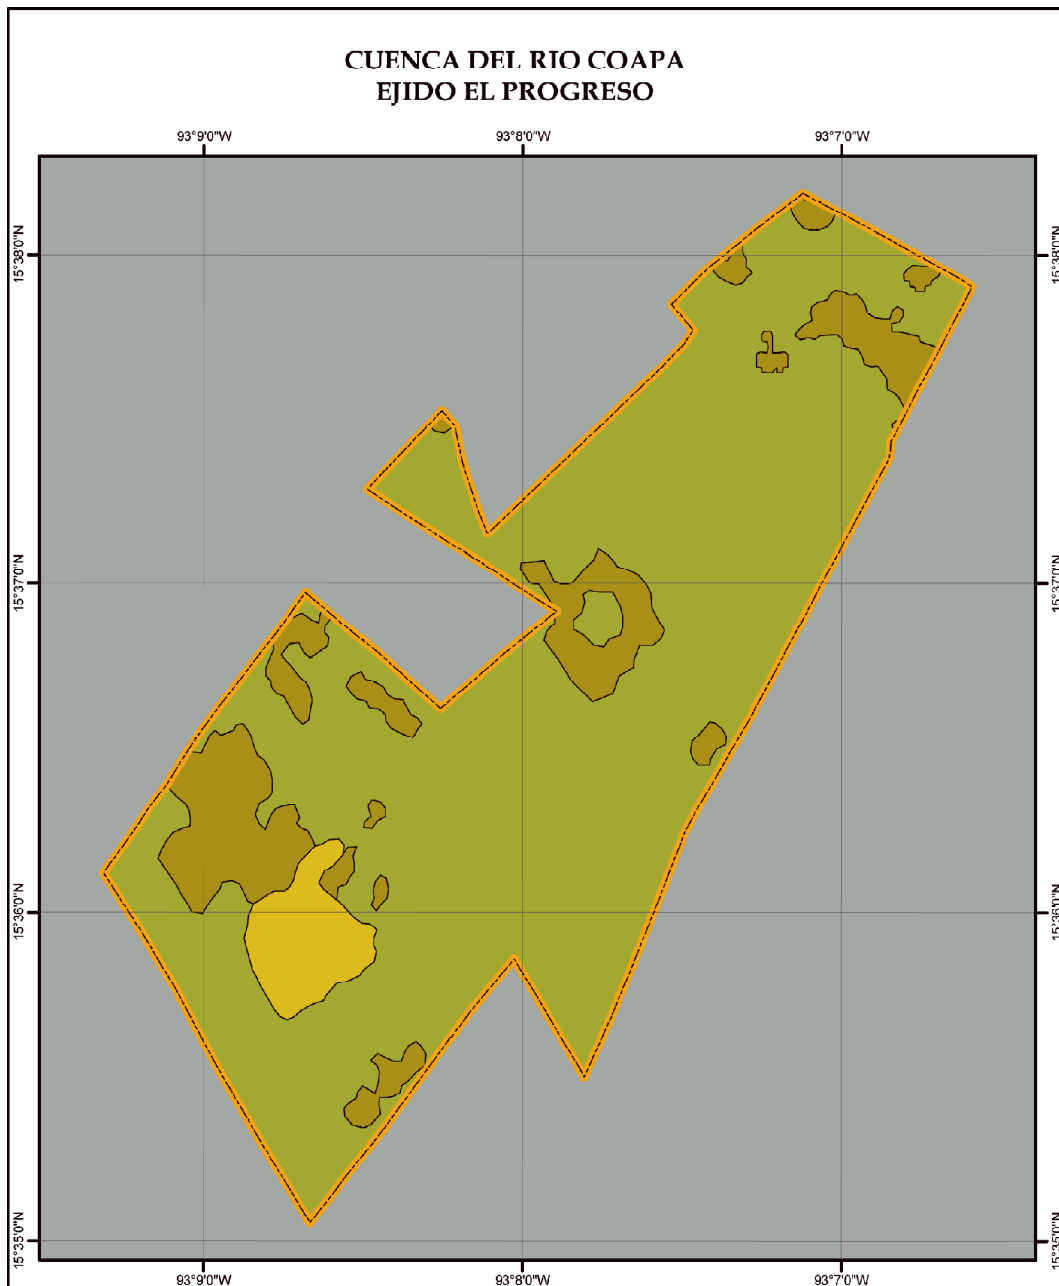 CUENCA DEL RIO COAPA
EJIDO EL PROGRESO
93°9'0"W 93°8'0"W 93°7'0"W
15°38'0"N 15°38'0"N
15°37'0"N 15°37'0"N
15°36'0"N 15°36'0"N
15°35'0"N 15°35'0"N
93°9'0"W 93°8'0"W 93°7'0"W